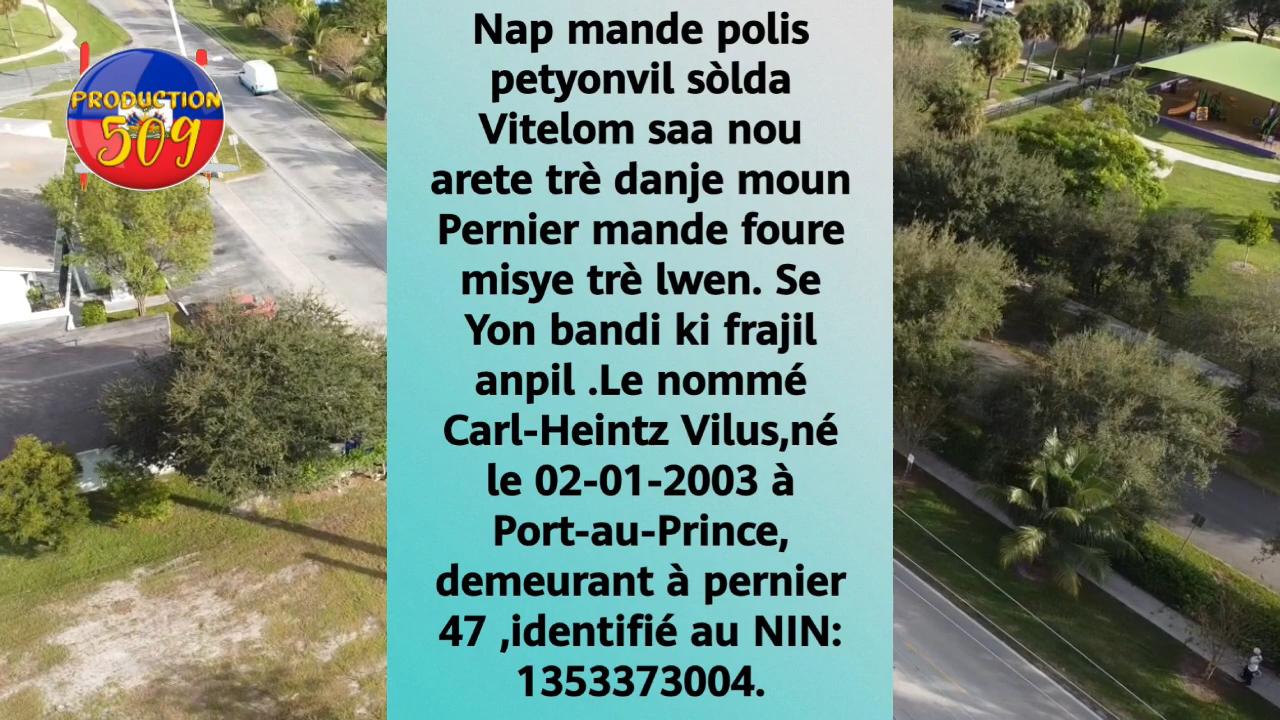 PRODUCTION
509
Nap mande polis
petyonvil sòlda
Vitelom saa nou
arete trè danje moun
Pernier mande foure
misye trè lwen. Se
Yon bandi ki frajil
anpil .Le nommé
Carl-Heintz Vilus,né
le 02-01-2003 à
Port-au-Prince,
demeurant à pernier
47 ,identifié au NIN:
1353373004.